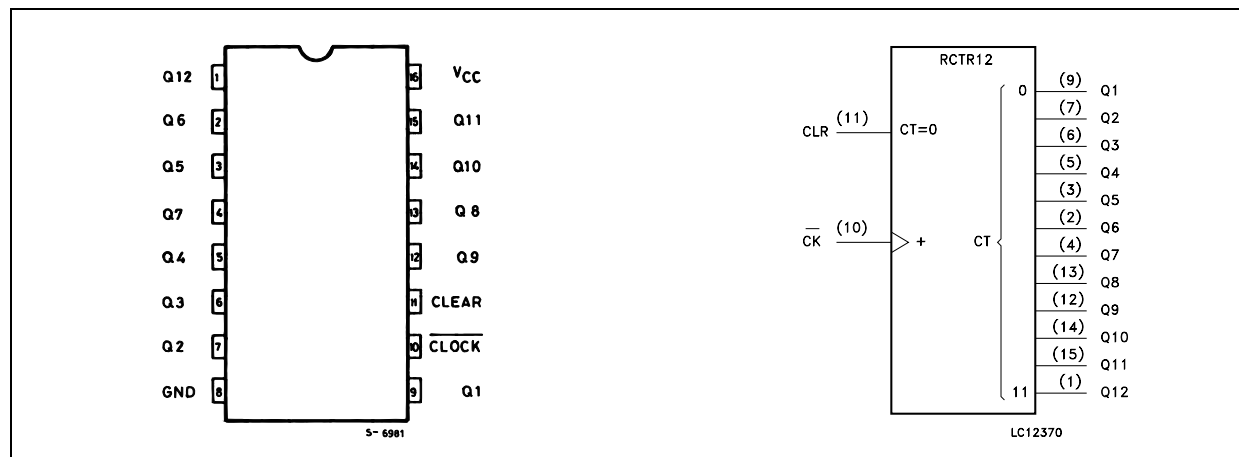 Q12 1 16 VCC
Q6 2 15 Q11
Q5 3 14 Q10
Q7 4 13 Q8
Q4 5 12 Q9
Q3 6 11 CLEAR
Q2 7 10 CLOCK
GND 8 9 Q1
S-6981
RCTR12
CLR (11) CT=0
CK (10) +
CT
0 (9) Q1
(7) Q2
(6) Q3
(5) Q4
(3) Q5
(2) Q6
(4) Q7
(13) Q8
(12) Q9
(14) Q10
(15) Q11
11 (1) Q12
LC12370